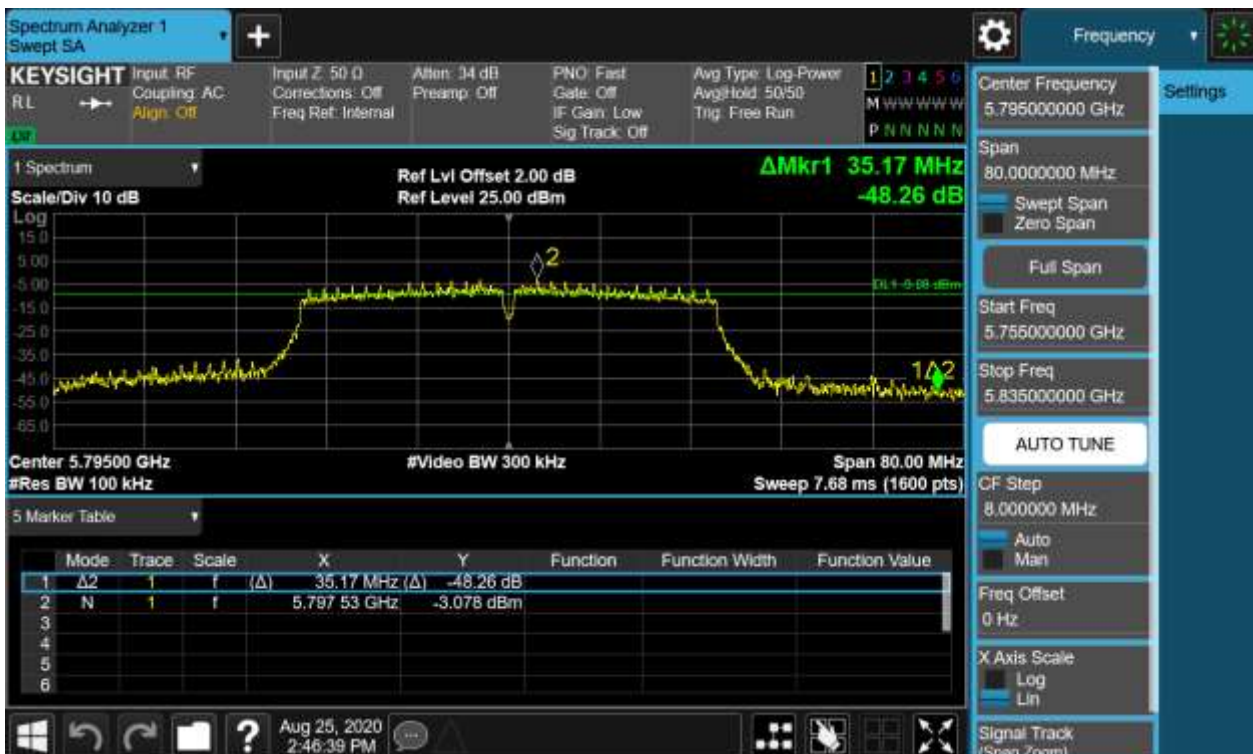 Spectrum Analyzer 1
Swept SA
+
Frequency
KEYSIGHT
RL
Input: RF
Coupling: AC
Align: Off
Input Z: 50 Ω
Corrections: Off
Freq Ref: Internal
Atten: 34 dB
Preamp: Off
PNO: Fast
Gate: Off
IF Gain: Low
Sig Track: Off
Avg Type: Log-Power
Avg|Hold: 50/50
Trig: Free Run
1 2 3 4 5 6
M W W W W W
P N N N N N
Settings
Center Frequency
5.795000000 GHz
Span
80.0000000 MHz
Swept Span
Zero Span
Full Span
Start Freq
5.755000000 GHz
Stop Freq
5.835000000 GHz
AUTO TUNE
CF Step
8.000000 MHz
Auto
Man
Freq Offset
0 Hz
X Axis Scale
Log
Lin
Signal Track
(Span Zoom)
1 Spectrum
Scale/Div 10 dB
Ref Lvl Offset 2.00 dB
Ref Level 25.00 dBm
ΔMkr1 35.17 MHz
-48.26 dB
Log
15.0
5.00
-5.00
-15.0
-25.0
-35.0
-45.0
-55.0
-65.0
2
1Δ2
Center 5.79500 GHz
#Video BW 300 kHz
Span 80.00 MHz
#Res BW 100 kHz
Sweep 7.68 ms (1600 pts)
5 Marker Table
Mode Trace Scale X Y Function Function Width Function Value
1 Δ2 1 f (Δ) 35.17 MHz (Δ) -48.26 dB
2 N 1 f 5.797 53 GHz -3.078 dBm
3
4
5
6
?
Aug 25, 2020
2:46:39 PM